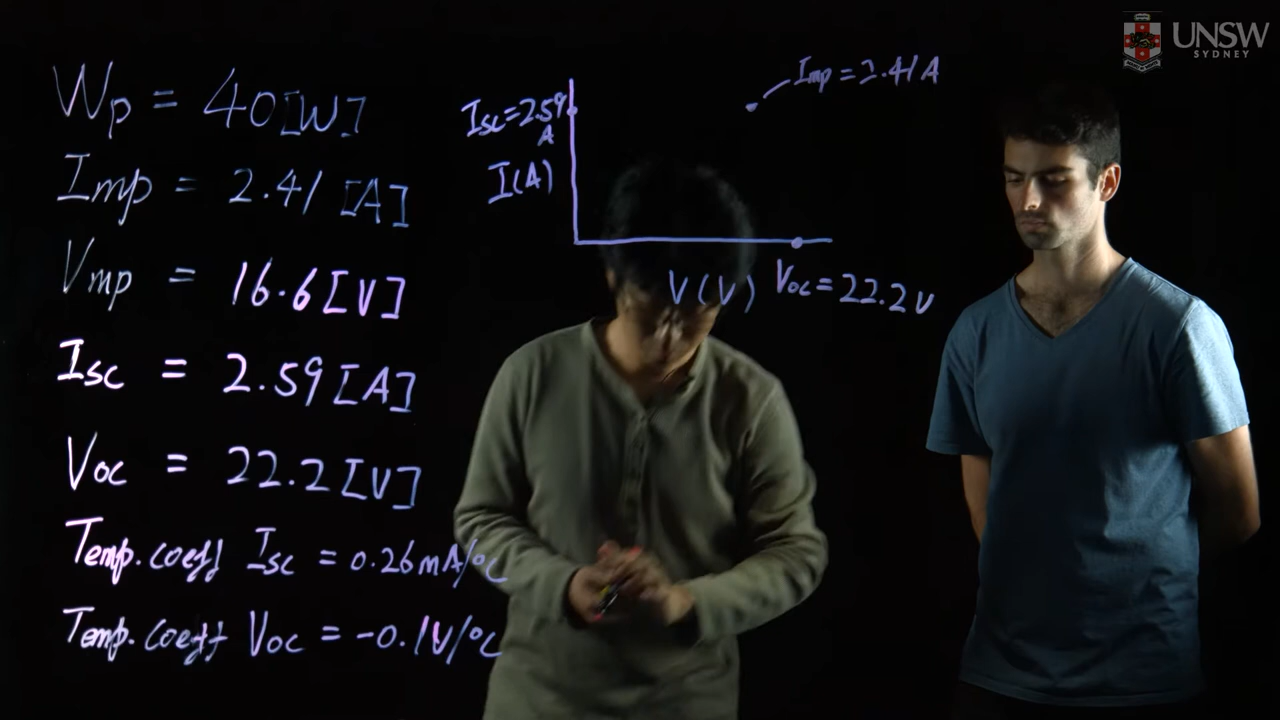 Wp = 40[W]
Imp = 2.41 [A]
Vmp = 16.6[V]
Isc = 2.59[A]
Voc = 22.2[V]
Temp.coeff Isc = 0.26mA/°C
Temp.coeff Voc = -0.1V/°C
Isc=2.59
A
I(A)
Imp=2.41A
V(V)
Voc=22.2V
UNSW
SYDNEY